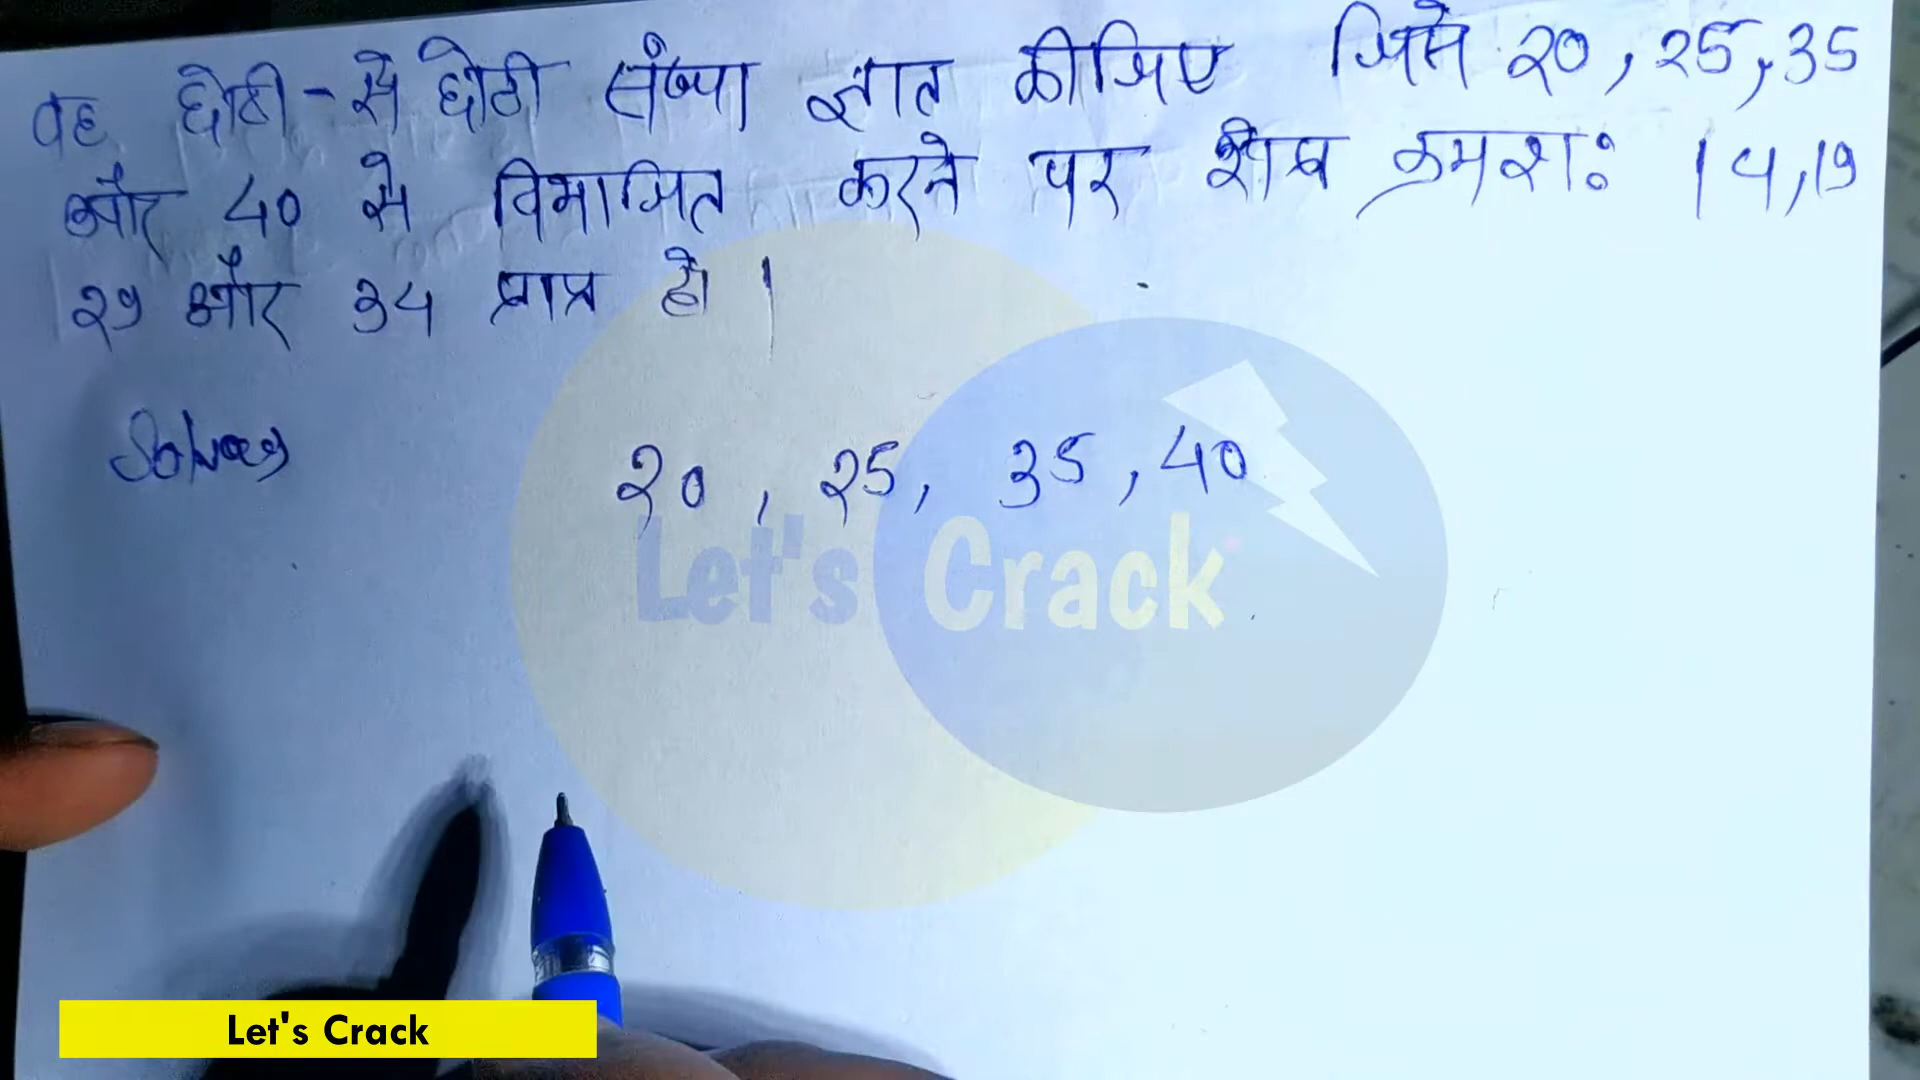 वह छोटी-से छोटी संख्या ज्ञात कीजिए जिसे 20, 25, 35
और 40 से विभाजित करने पर शेष क्रमशः 14, 19
29 और 34 प्राप्त हो।
20, 25, 35, 40
Let's Crack
Let's Crack